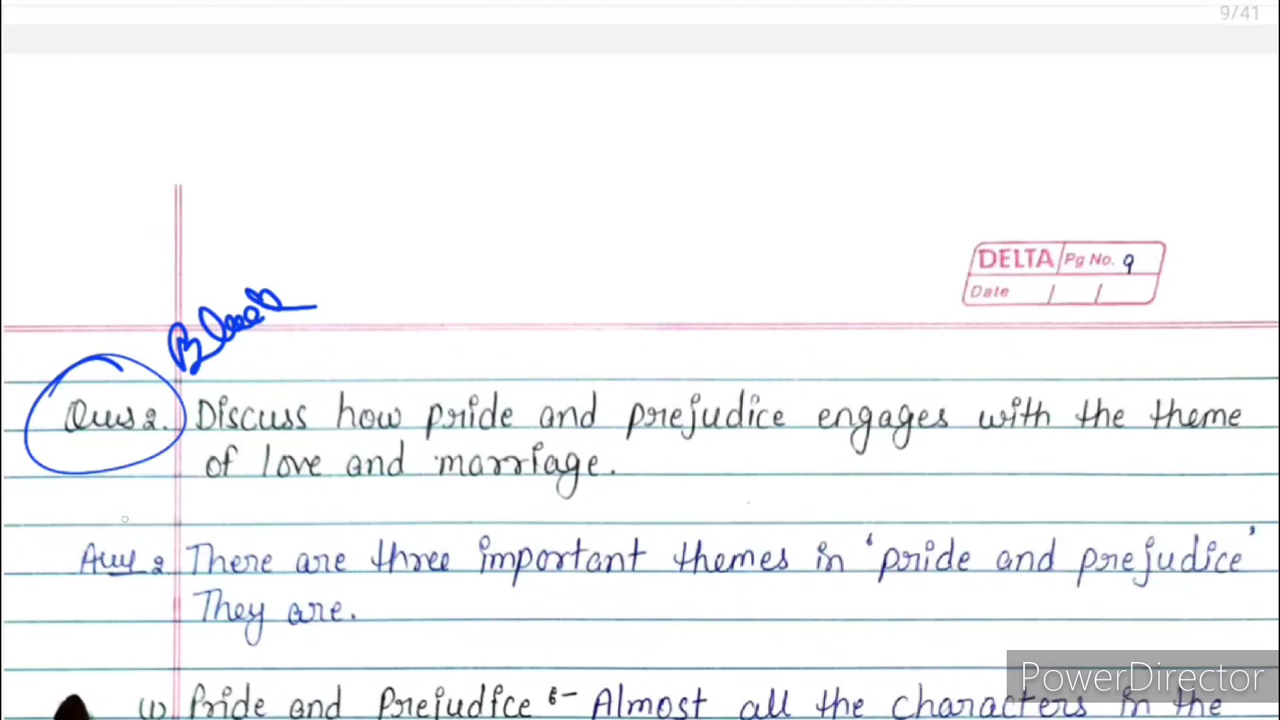 9/41
DELTA Pg No. 9
Date / /
Black
Ques 2. Discuss how pride and prejudice engages with the theme
of love and marriage.
Ans 2 There are three important themes in 'pride and prejudice'
They are.
(1) Pride and Prejudice :- Almost all the characters in the
PowerDirector